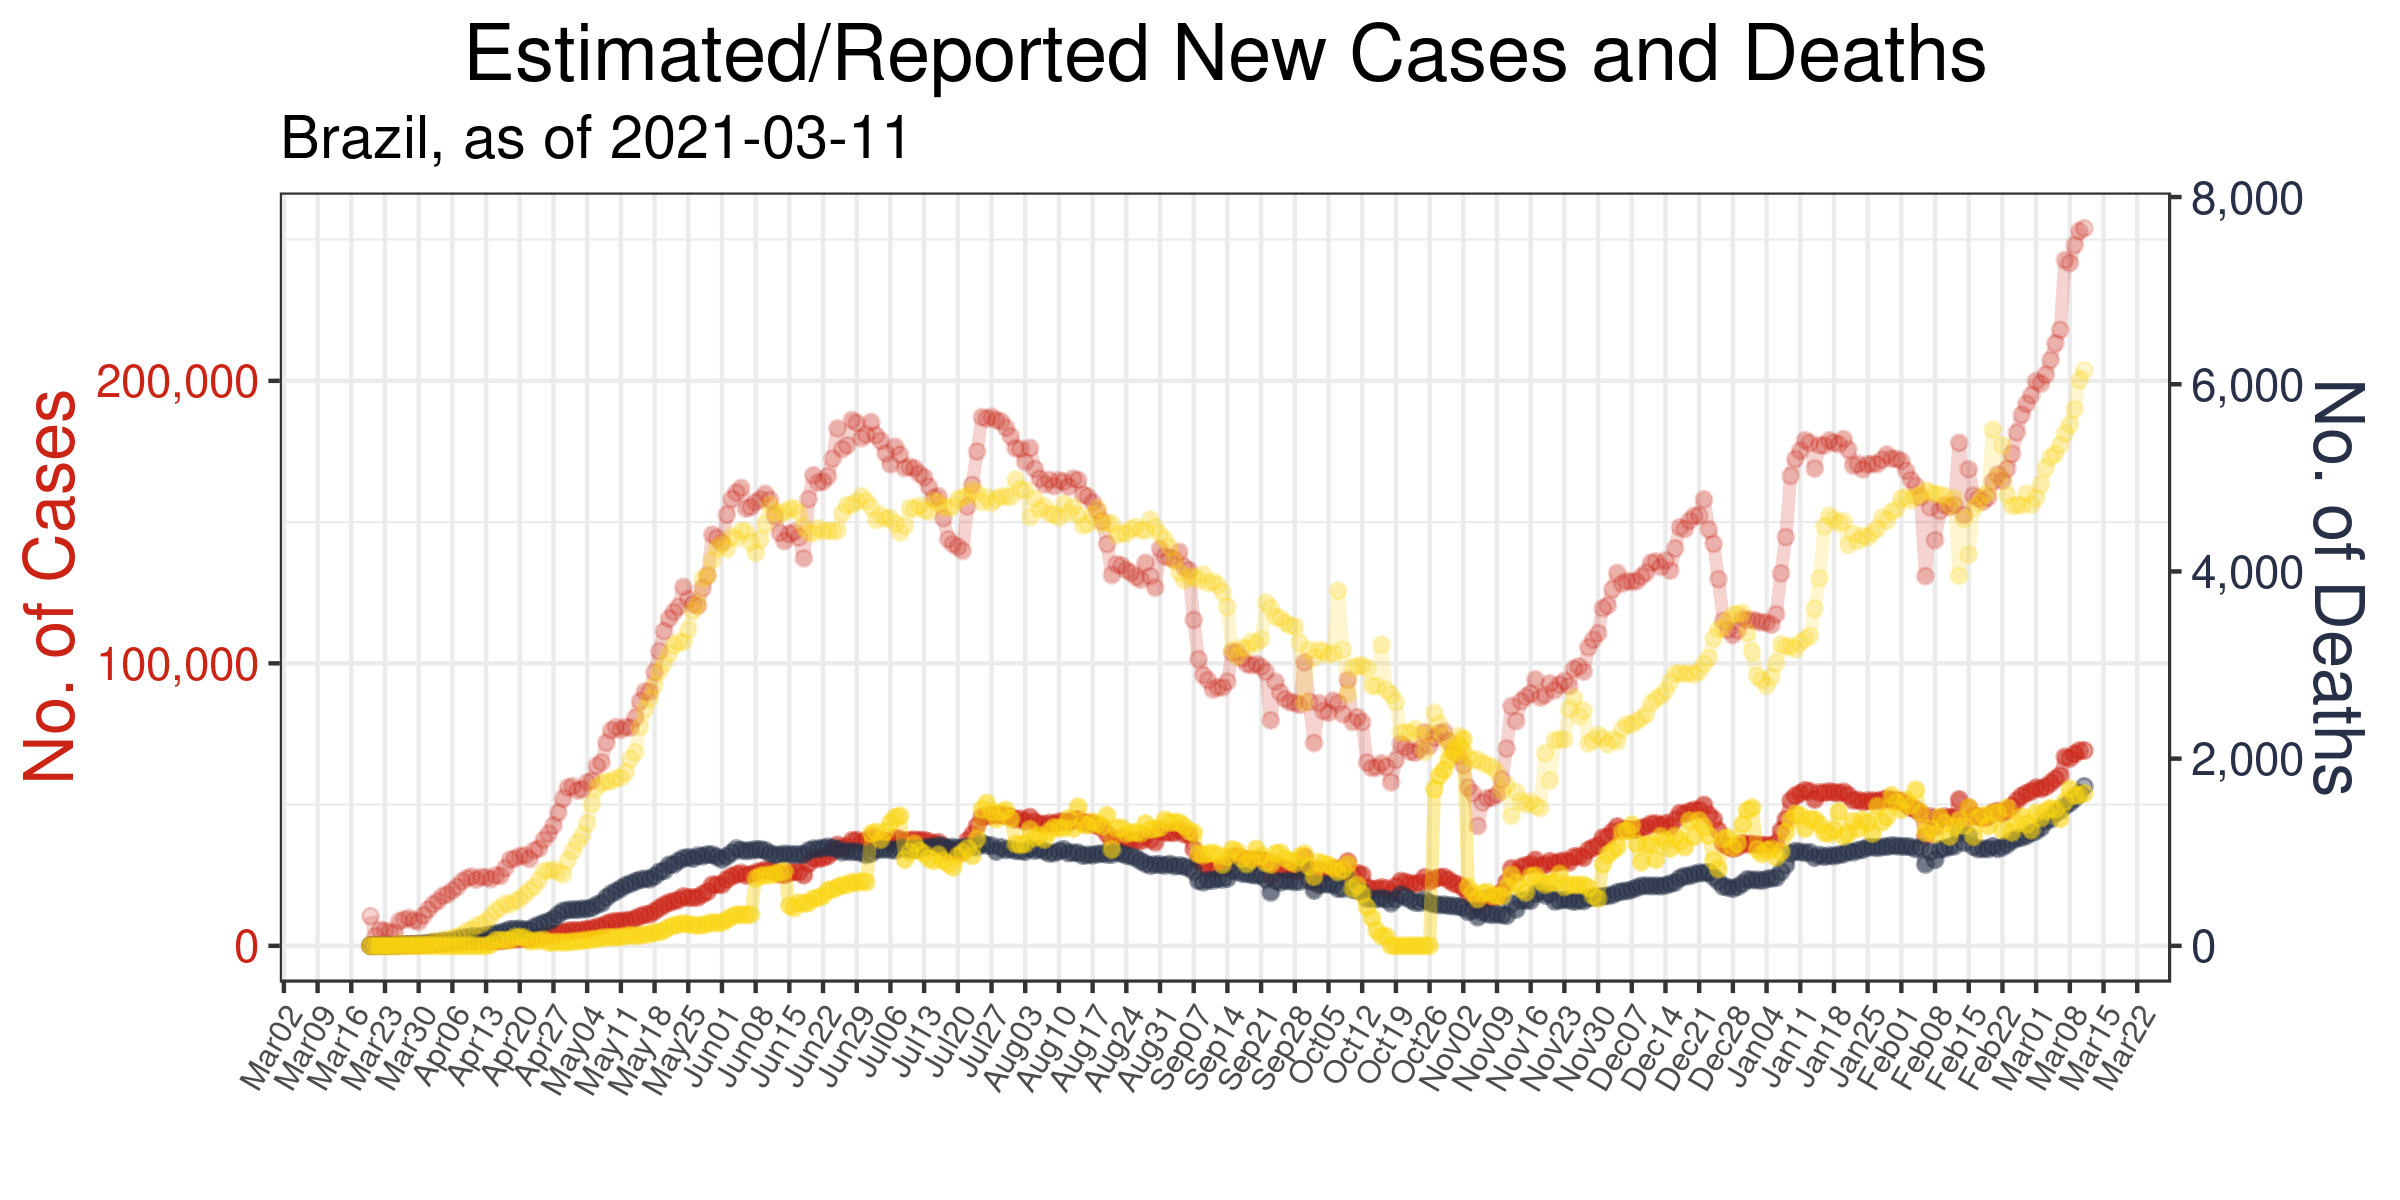 Estimated/Reported New Cases and Deaths
Brazil, as of 2021-03-11
No. of Cases
200,000
100,000
0
8,000
6,000
4,000
2,000
0
No. of Deaths
Mar02
Mar09
Mar16
Mar23
Mar30
Apr06
Apr13
Apr20
Apr27
May04
May11
May18
May25
Jun01
Jun08
Jun15
Jun22
Jun29
Jul06
Jul13
Jul20
Jul27
Aug03
Aug10
Aug17
Aug24
Aug31
Sep07
Sep14
Sep21
Sep28
Oct05
Oct12
Oct19
Oct26
Nov02
Nov09
Nov16
Nov23
Nov30
Dec07
Dec14
Dec21
Dec28
Jan04
Jan11
Jan18
Jan25
Feb01
Feb08
Feb15
Feb22
Mar01
Mar08
Mar15
Mar22